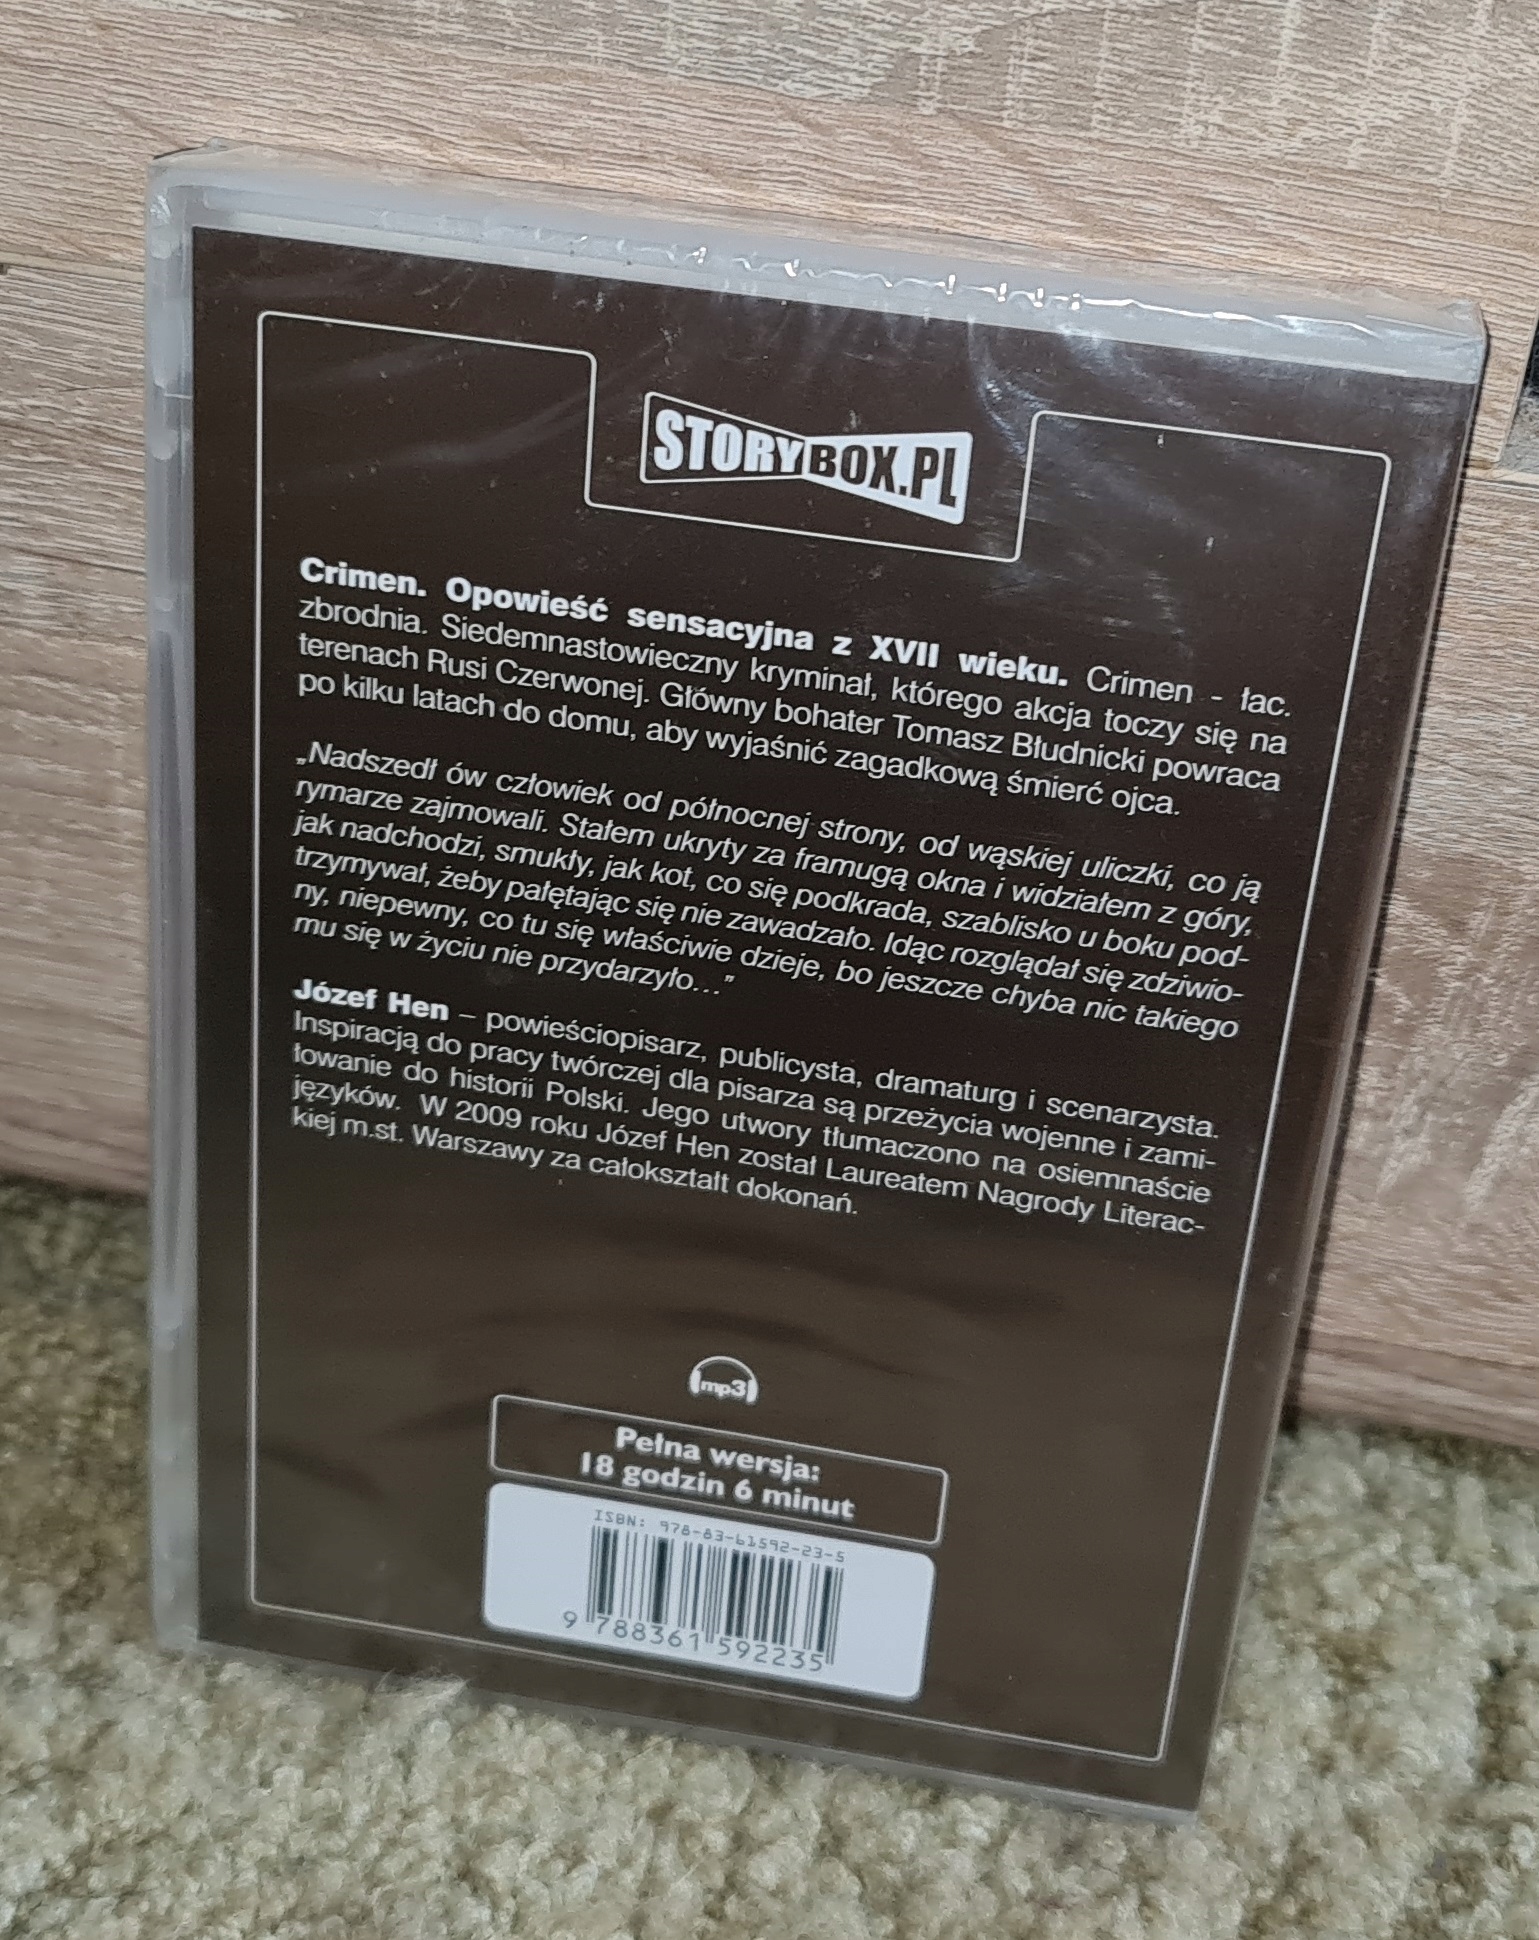 STORYBOX.PL
Crimen. Opowieść sensacyjna z XVII wieku. Crimen - łac.
zbrodnia. Siedemnastowieczny kryminał, którego akcja toczy się na
terenach Rusi Czerwonej. Główny bohater Tomasz Błudnicki powraca
po kilku latach do domu, aby wyjaśnić zagadkową śmierć ojca.
„Nadszedł ów człowiek od północnej strony, od wąskiej uliczki, co ją
rymarze zajmowali. Stałem ukryty za framugą okna i widziałem z góry,
jak nadchodzi, smukły, jak kot, co się podkrada, szablisko u boku pod-
trzymywał, żeby pałętając się nie zawadzało. Idąc rozglądał się zdziwio-
ny, niepewny, co tu się właściwie dzieje, bo jeszcze chyba nic takiego
mu się w życiu nie przydarzyło..."
Józef Hen – powieściopisarz, publicysta, dramaturg i scenarzysta.
Inspiracją do pracy twórczej dla pisarza są przeżycia wojenne i zami-
łowanie do historii Polski. Jego utwory tłumaczono na osiemnaście
języków. W 2009 roku Józef Hen został Laureatem Nagrody Literac-
kiej m.st. Warszawy za całokształt dokonań.
mp3
Pełna wersja:
18 godzin 6 minut
ISBN: 978-83-61592-23-5
9 788361 592235